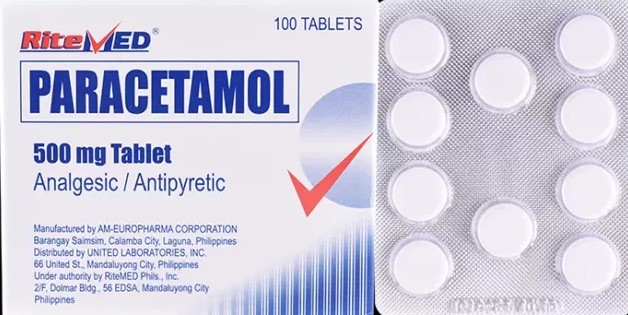 RiteMED®
100 TABLETS
PARACETAMOL
500 mg Tablet
Analgesic / Antipyretic
Manufactured by AM-EUROPHARMA CORPORATION
Barangay Saimsim, Calamba City, Laguna, Philippines
Distributed by UNITED LABORATORIES, INC.
66 United St., Mandaluyong City, Philippines
Under authority by RiteMED Phils., Inc.
2/F, Dolmar Bldg., 56 EDSA, Mandaluyong City
Philippines